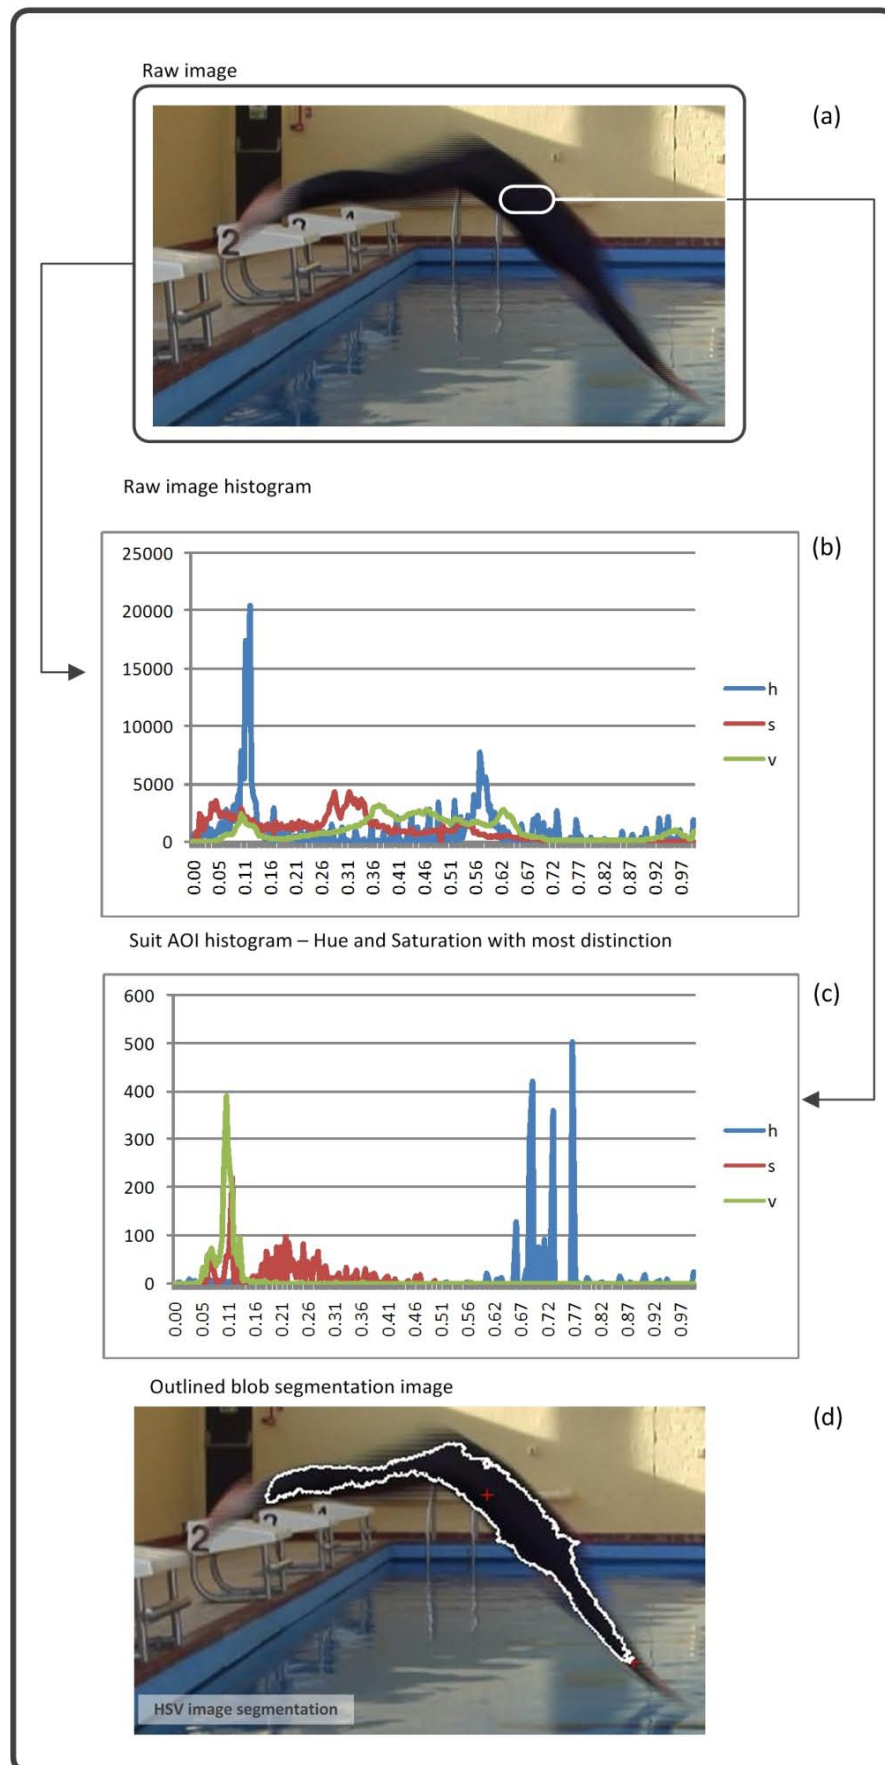 Raw image
(a)
2
3
4
Raw image histogram
(b)
25000
20000
15000
10000
5000
0
0.00 0.05 0.11 0.16 0.21 0.26 0.31 0.36 0.41 0.46 0.51 0.56 0.62 0.67 0.72 0.77 0.82 0.87 0.92 0.97
h
s
v
Suit AOI histogram – Hue and Saturation with most distinction
(c)
600
500
400
300
200
100
0
0.00 0.05 0.11 0.16 0.21 0.26 0.31 0.36 0.41 0.46 0.51 0.56 0.62 0.67 0.72 0.77 0.82 0.87 0.92 0.97
h
s
v
Outlined blob segmentation image
(d)
2
4
HSV image segmentation